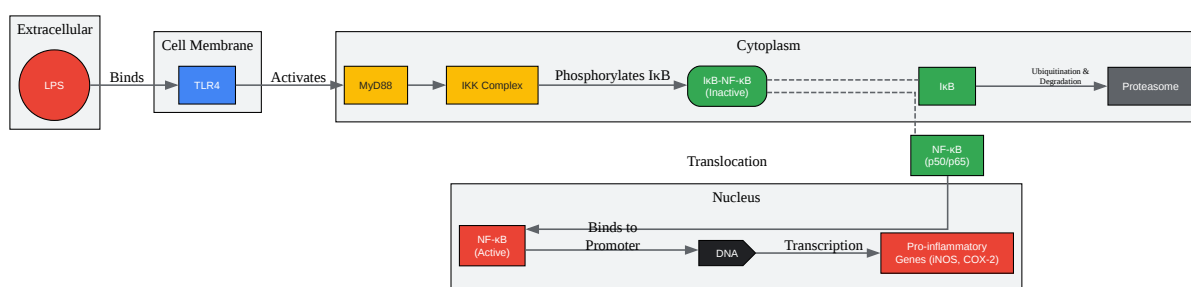 Extracellular
LPS
Binds
Cell Membrane
TLR4
Activates
Cytoplasm
MyD88
IKK Complex
Phosphorylates IκB
IκB-NF-κB
(Inactive)
IκB
Ubiquitination &
Degradation
Proteasome
NF-κB
(p50/p65)
Translocation
Nucleus
NF-κB
(Active)
Binds to
Promoter
DNA
Transcription
Pro-inflammatory
Genes (iNOS, COX-2)